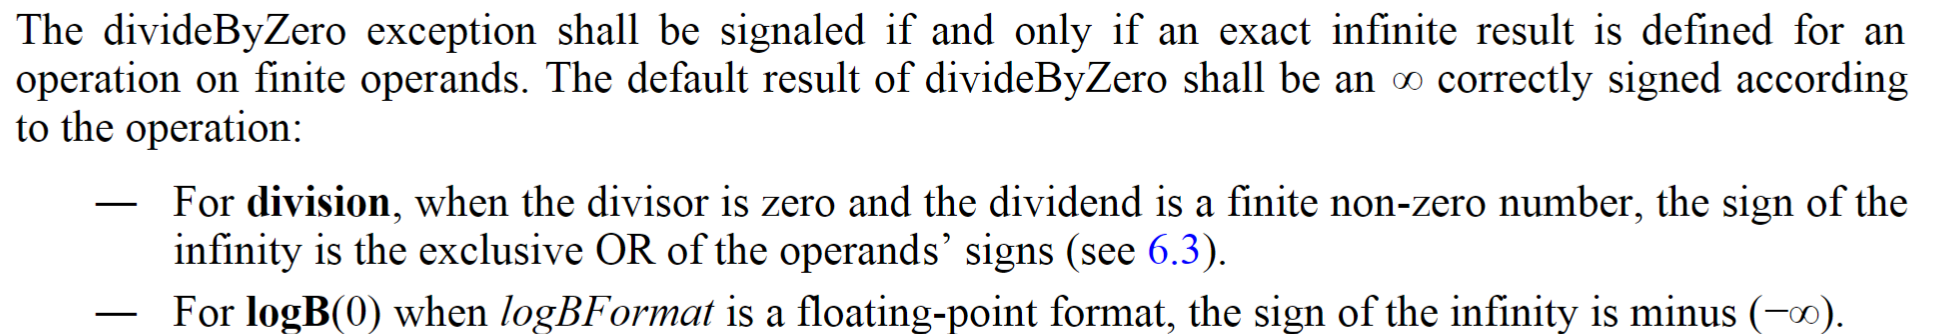 The divideByZero exception shall be signaled if and only if an exact infinite result is defined for an
operation on finite operands. The default result of divideByZero shall be an ∞ correctly signed according
to the operation:
— For division, when the divisor is zero and the dividend is a finite non-zero number, the sign of the
infinity is the exclusive OR of the operands’ signs (see 6.3).
— For logB(0) when logBFormat is a floating-point format, the sign of the infinity is minus (−∞).